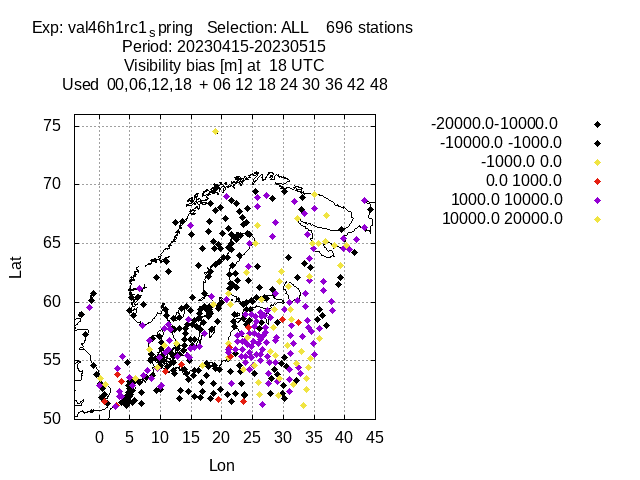 Exp: val46h1rc1spring Selection: ALL 696 stations
Period: 20230415-20230515
Visibility bias [m] at 18 UTC
Used 00,06,12,18 + 06 12 18 24 30 36 42 48
-20000.0-10000.0
-10000.0 -1000.0
-1000.0 0.0
0.0 1000.0
1000.0 10000.0
10000.0 20000.0
75
70
65
60
55
50
Lat
0 5 10 15 20 25 30 35 40 45
Lon